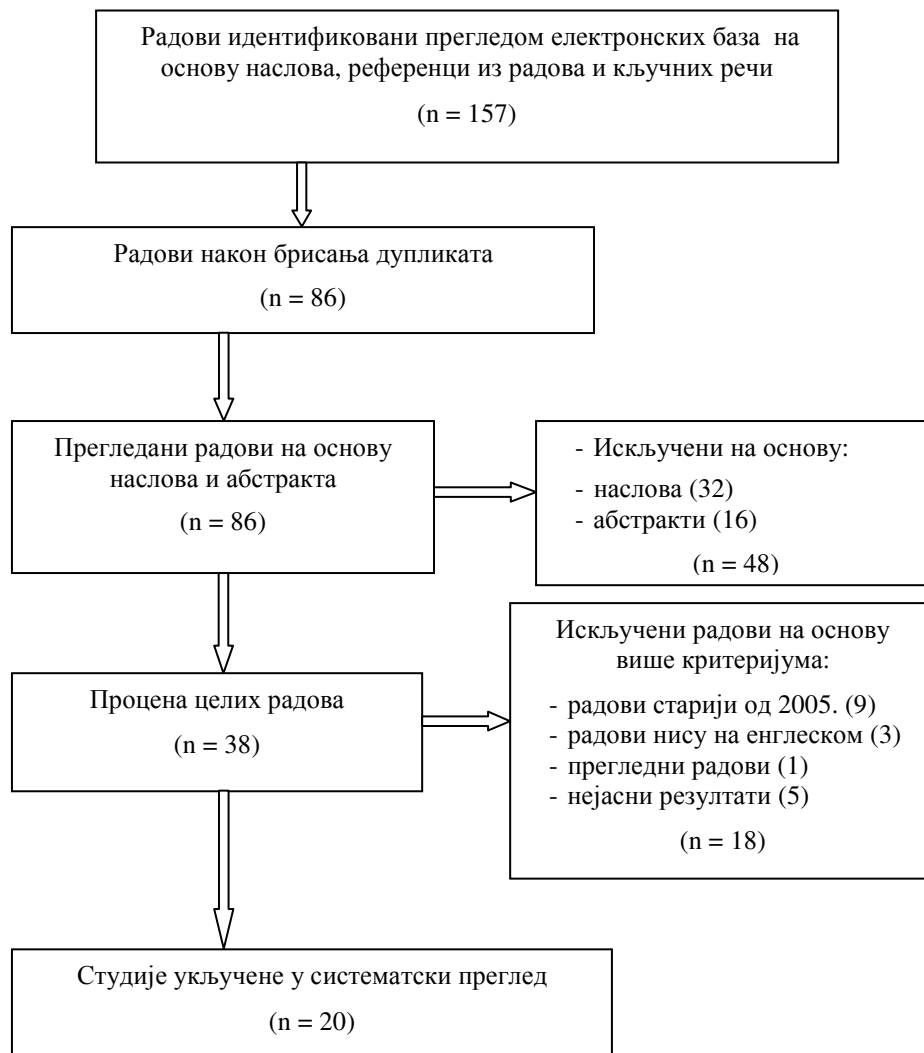 Радови идентификовани прегледом електронских база на
основу наслова, референци из радова и кључних речи
(n = 157)
Радови након брисања дупликата
(n = 86)
Прегледани радови на основу
наслова и абстракта
(n = 86)
- Искључени на основу:
- наслова (32)
- абстракти (16)
(n = 48)
Искључени радови на основу
више критеријума:
- радови старији од 2005. (9)
- радови нису на енглеском (3)
- прегледни радови (1)
- нејасни резултати (5)
(n = 18)
Процена целих радова
(n = 38)
Студије укључене у систематски преглед
(n = 20)